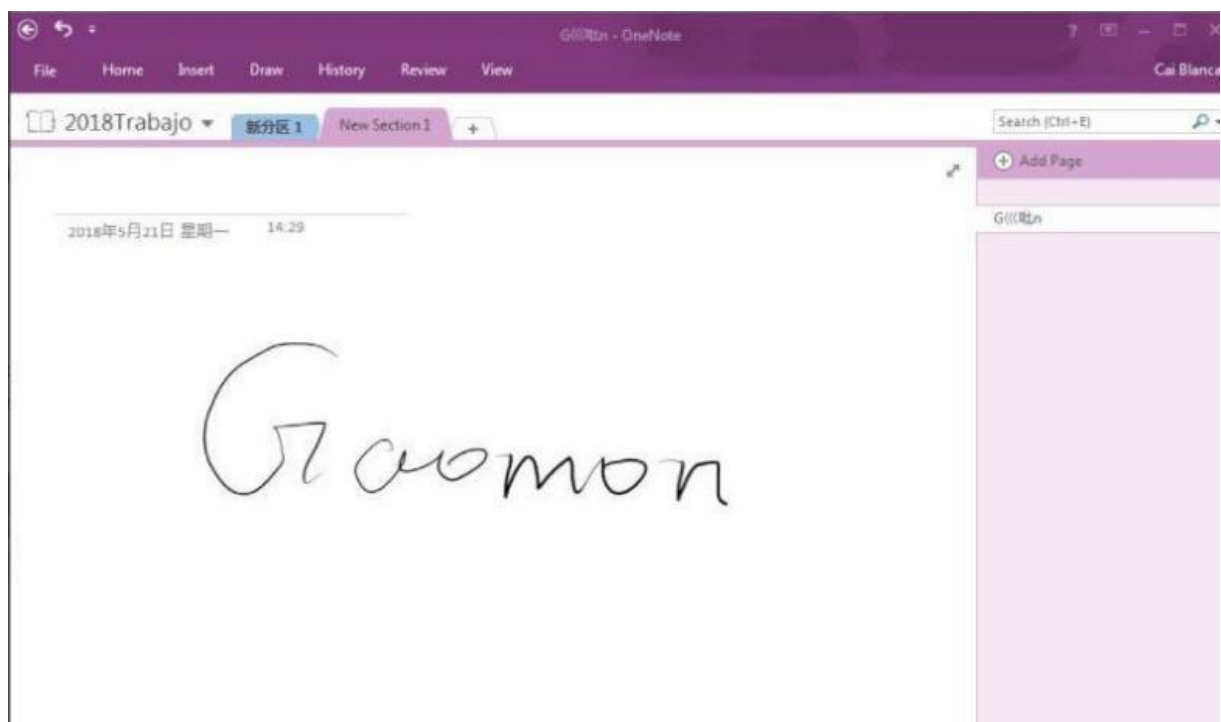 OneNote
? 
File Home Insert Draw History Review View Cai Blanca
2018Trabajo 新分区 1 New Section 1 + Search (Ctrl+E)
Add Page
2018年5月21日 星期一 14:29
Gaomon